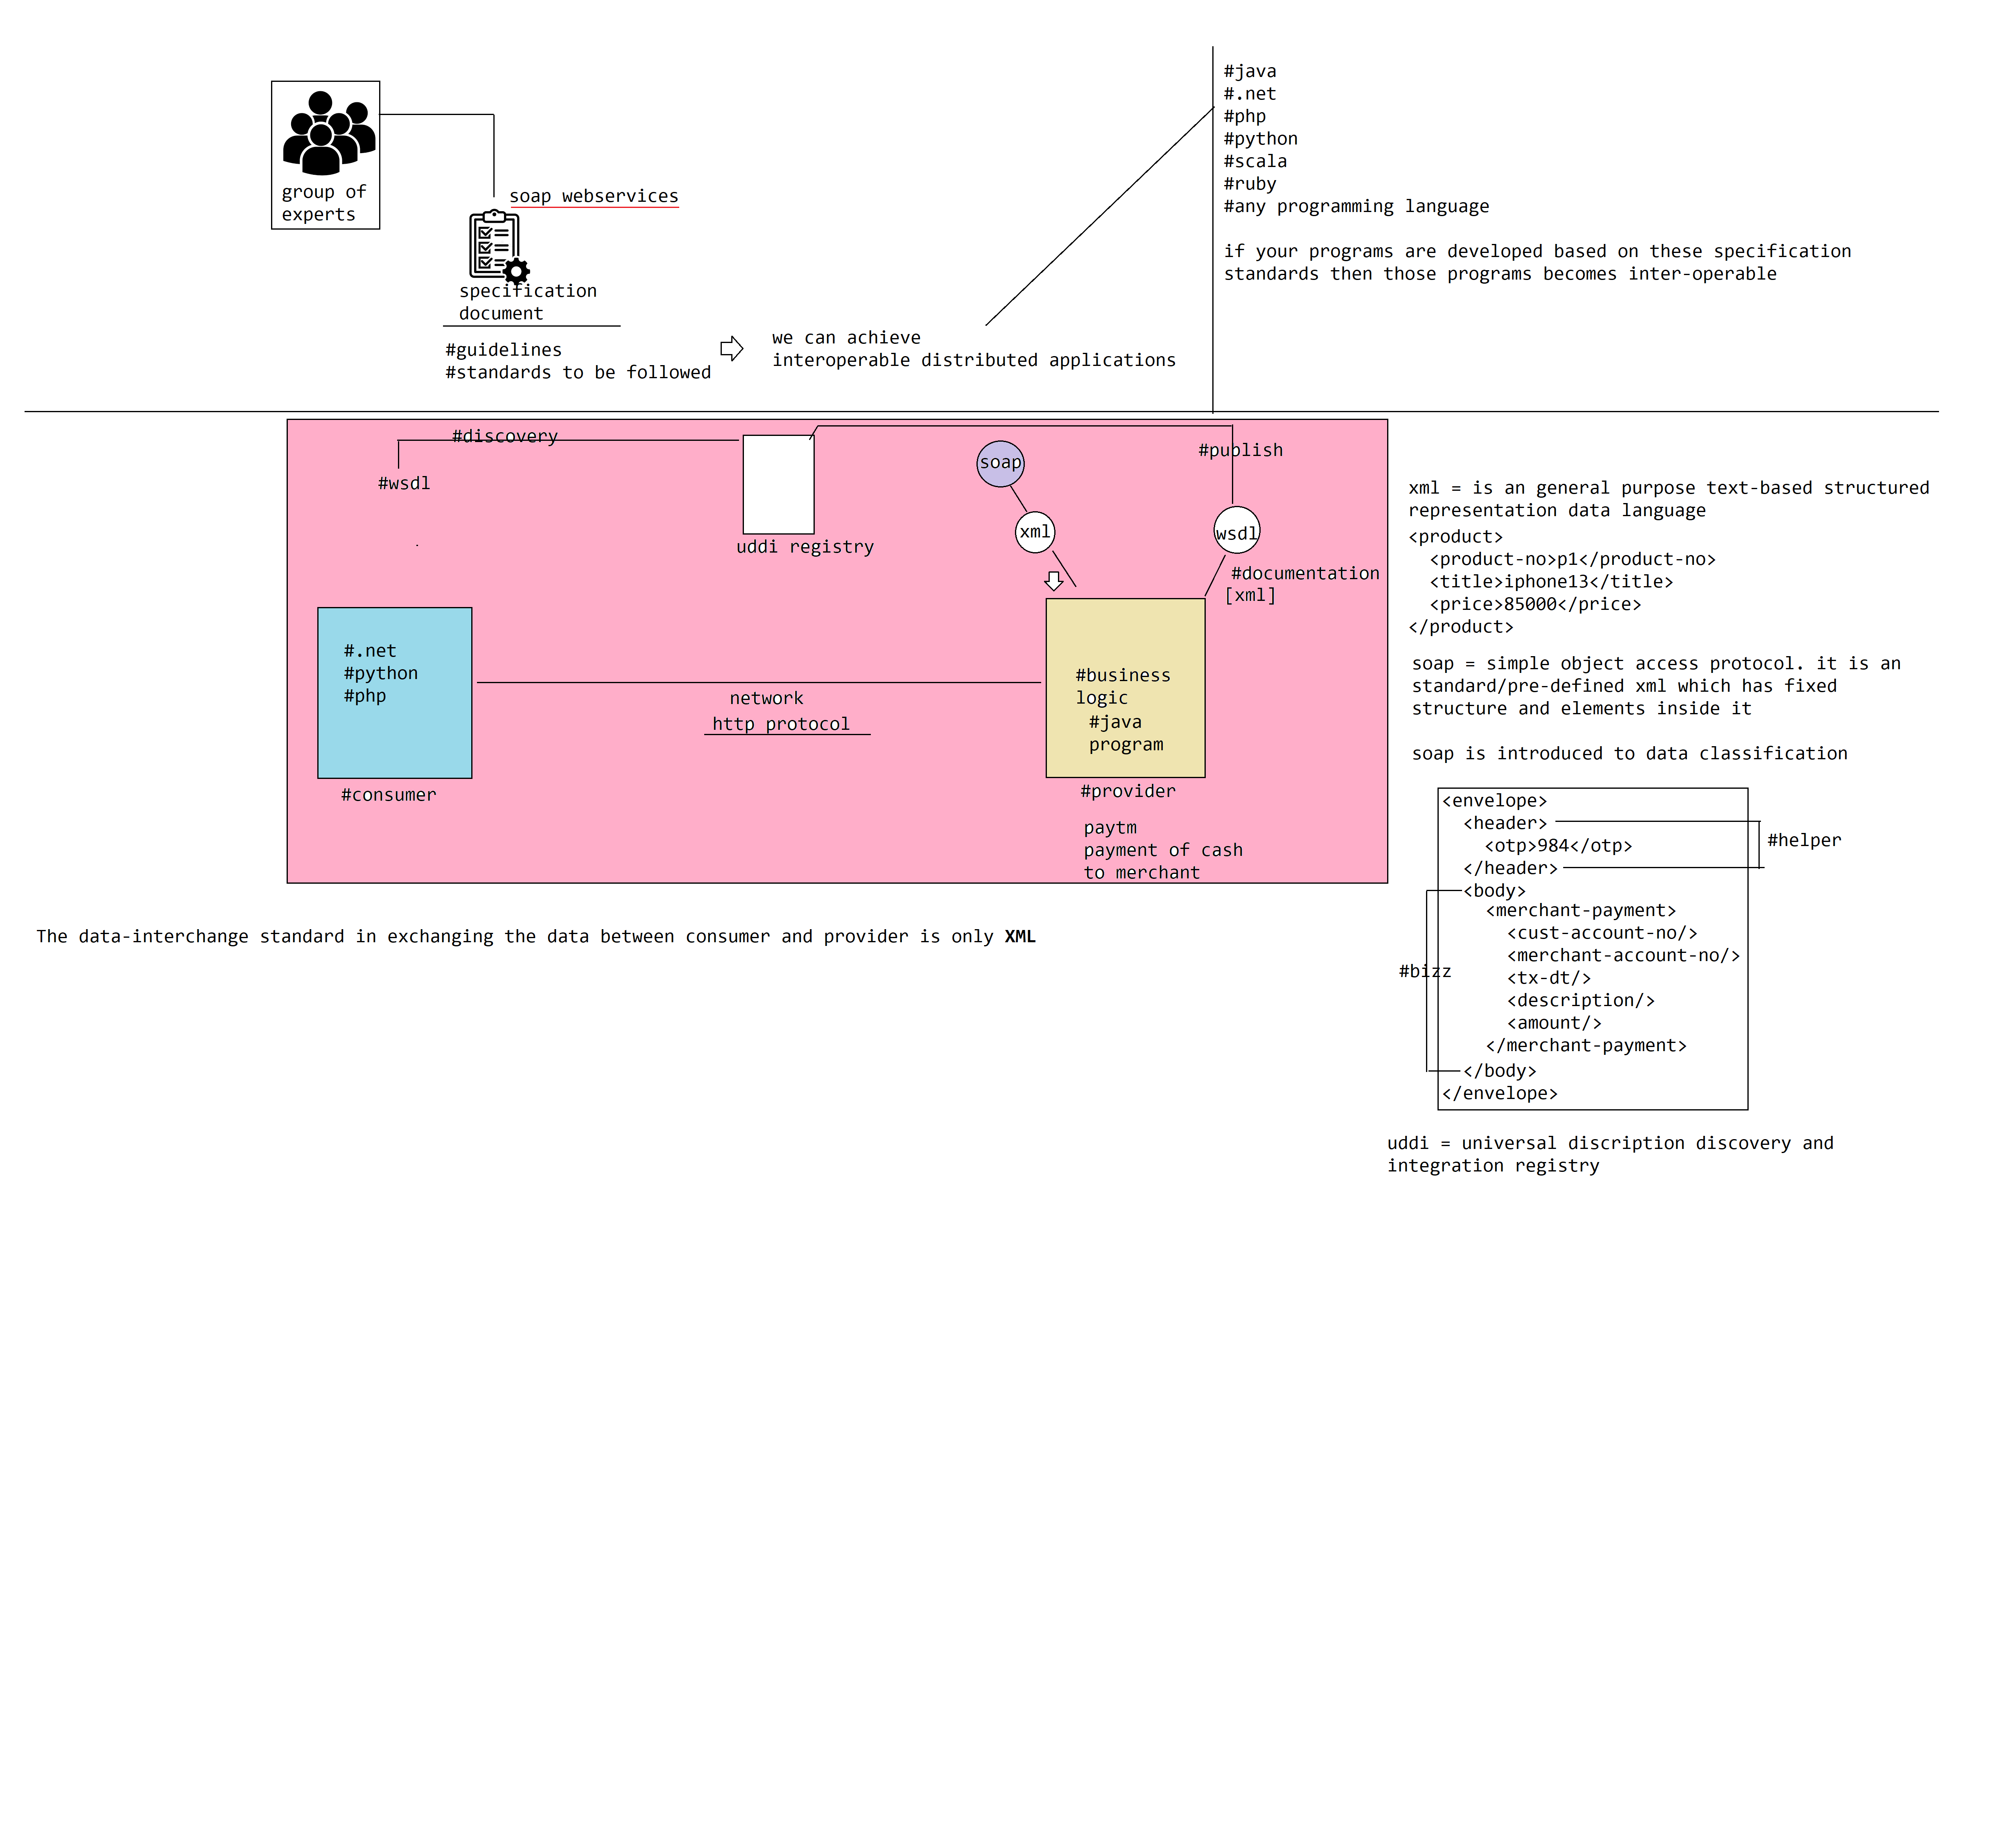 group of
experts
soap webservices
specification
document
#guidelines
#standards to be followed
we can achieve
interoperable distributed applications
#java
#.net
#php
#python
#scala
#ruby
#any programming language
if your programs are developed based on these specification
standards then those programs becomes inter-operable
#discovery
#wsdl
uddi registry
soap
xml
#publish
wsdl
#documentation
[xml]
#.net
#python
#php
#consumer
network
http protocol
#business
logic
#java
program
#provider
paytm
payment of cash
to merchant
The data-interchange standard in exchanging the data between consumer and provider is only XML
xml = is an general purpose text-based structured
representation data language
<product>
<product-no>p1</product-no>
<title>iphone13</title>
<price>85000</price>
</product>
soap = simple object access protocol. it is an
standard/pre-defined xml which has fixed
structure and elements inside it
soap is introduced to data classification
<envelope>
<header>
<otp>984</otp>
</header>
#helper
<body>
<merchant-payment>
<cust-account-no/>
<merchant-account-no/>
#bizz
<tx-dt/>
<description/>
<amount/>
</merchant-payment>
</body>
</envelope>
uddi = universal discription discovery and
integration registry